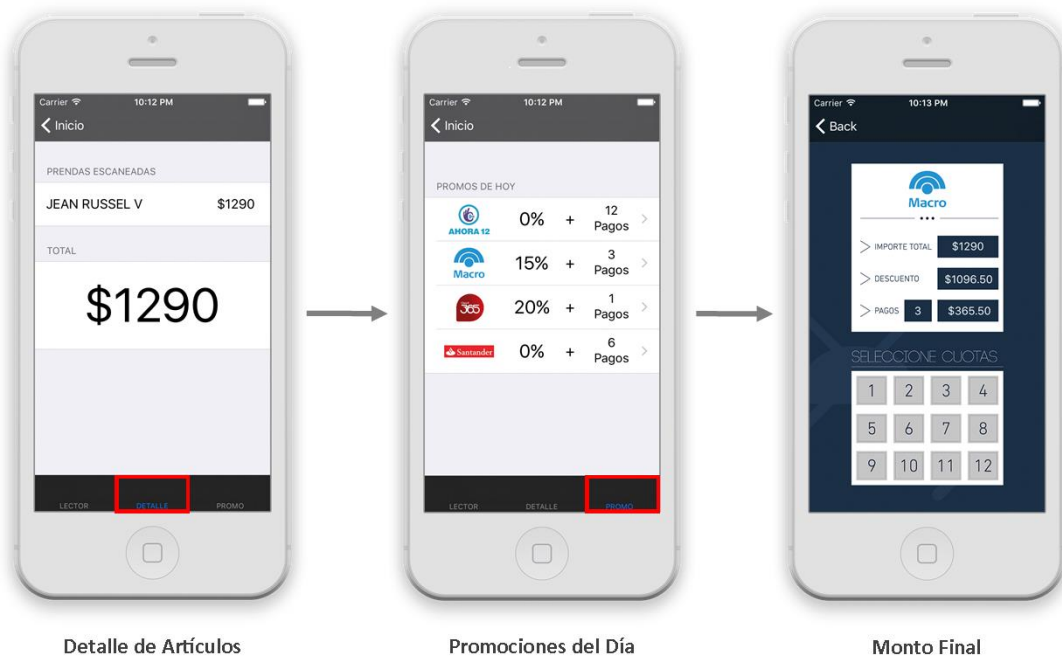 Carrier 10:12 PM
Inicio
PRENDAS ESCANEADAS
JEAN RUSSEL V $1290
TOTAL
$1290
LECTOR DETALLE PROMO
Detalle de Artículos
Carrier 10:12 PM
Inicio
PROMOS DE HOY
AHORA 12 0% + 12 Pagos
Macro 15% + 3 Pagos
365 20% + 1 Pagos
Santander 0% + 6 Pagos
LECTOR DETALLE PROMO
Promociones del Día
Carrier 10:13 PM
Back
Macro
IMPORTE TOTAL $1290
DESCUENTO $1096.50
PAGOS 3 $365.50
SELECCIONE CUOTAS
1 2 3 4
5 6 7 8
9 10 11 12
Monto Final